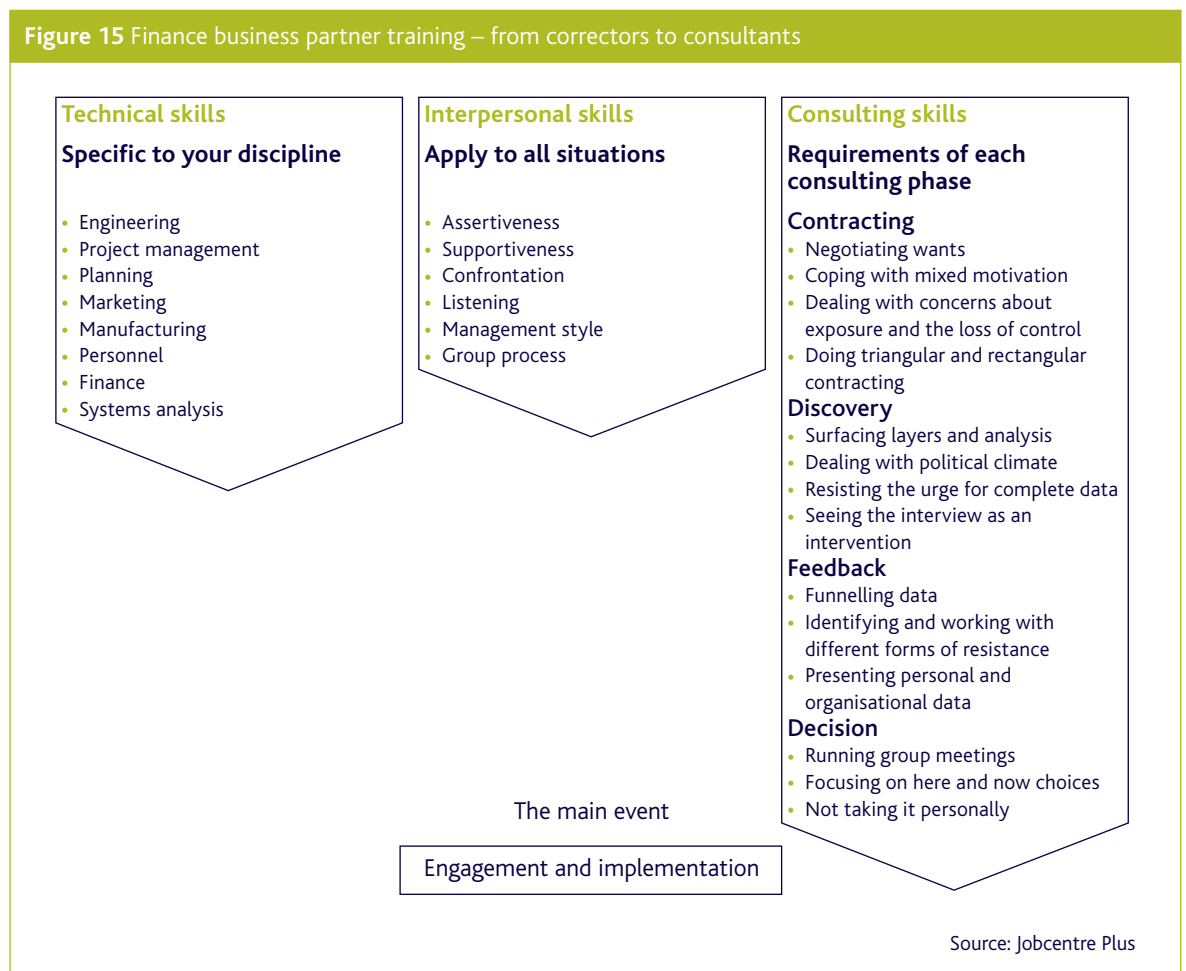 Figure 15 Finance business partner training – from correctors to consultants
Technical skills
Specific to your discipline
• Engineering
• Project management
• Planning
• Marketing
• Manufacturing
• Personnel
• Finance
• Systems analysis
Interpersonal skills
Apply to all situations
• Assertiveness
• Supportiveness
• Confrontation
• Listening
• Management style
• Group process
Consulting skills
Requirements of each
consulting phase
Contracting
• Negotiating wants
• Coping with mixed motivation
• Dealing with concerns about
exposure and the loss of control
• Doing triangular and rectangular
contracting
Discovery
• Surfacing layers and analysis
• Dealing with political climate
• Resisting the urge for complete data
• Seeing the interview as an
intervention
Feedback
• Funnelling data
• Identifying and working with
different forms of resistance
• Presenting personal and
organisational data
Decision
• Running group meetings
• Focusing on here and now choices
• Not taking it personally
The main event
Engagement and implementation
Source: Jobcentre Plus